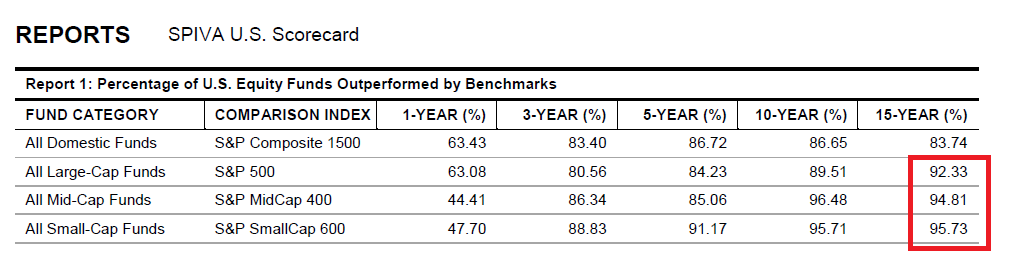 REPORTS SPIVA U.S. Scorecard
Report 1: Percentage of U.S. Equity Funds Outperformed by Benchmarks
FUND CATEGORY COMPARISON INDEX 1-YEAR (%) 3-YEAR (%) 5-YEAR (%) 10-YEAR (%) 15-YEAR (%)
All Domestic Funds S&P Composite 1500 63.43 83.40 86.72 86.65 83.74
All Large-Cap Funds S&P 500 63.08 80.56 84.23 89.51 92.33
All Mid-Cap Funds S&P MidCap 400 44.41 86.34 85.06 96.48 94.81
All Small-Cap Funds S&P SmallCap 600 47.70 88.83 91.17 95.71 95.73